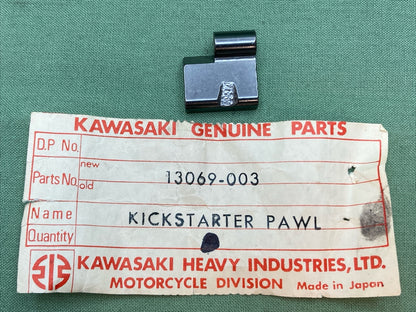 KAWASAKI GENUINE PARTS
D.P No.
new
Parts No. 13069-003
old
Name KICKSTARTER PAWL
Quantity
KAWASAKI HEAVY INDUSTRIES, LTD.
MOTORCYCLE DIVISION Made in Japan